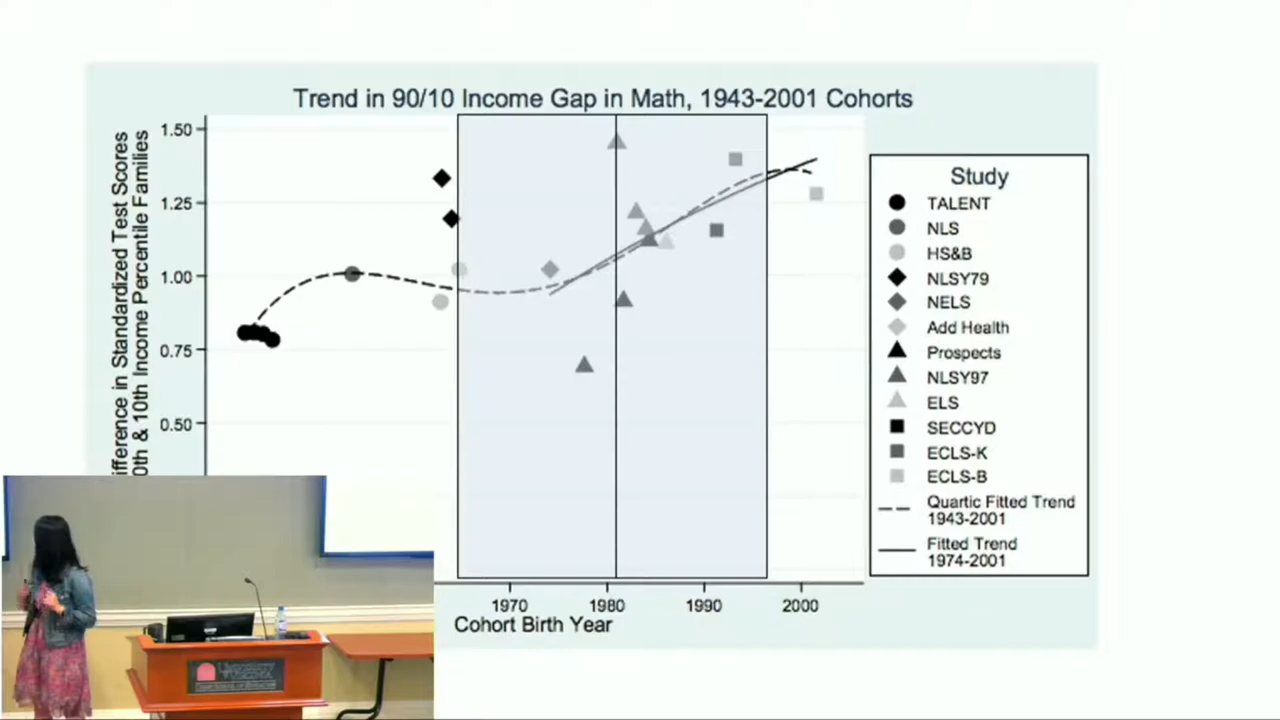 Trend in 90/10 Income Gap in Math, 1943-2001 Cohorts
ifference in Standardized Test Scores
0th & 10th Income Percentile Families
1.50
1.25
1.00
0.75
0.50
1970
1980
1990
2000
Cohort Birth Year
Study
TALENT
NLS
HS&B
NLSY79
NELS
Add Health
Prospects
NLSY97
ELS
SECCYD
ECLS-K
ECLS-B
Quartic Fitted Trend
1943-2001
Fitted Trend
1974-2001
University